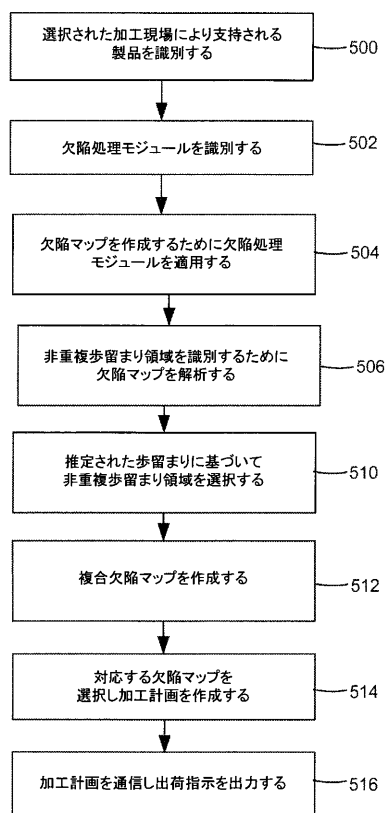 選択された加工現場により支持される
製品を識別する
500
欠陥処理モジュールを識別する
502
欠陥マップを作成するために欠陥処理
モジュールを適用する
504
非重複歩留まり領域を識別するために
欠陥マップを解析する
506
推定された歩留まりに基づいて
非重複歩留まり領域を選択する
510
複合欠陥マップを作成する
512
対応する欠陥マップを
選択し加工計画を作成する
514
加工計画を通信し出荷指示を出力する
516